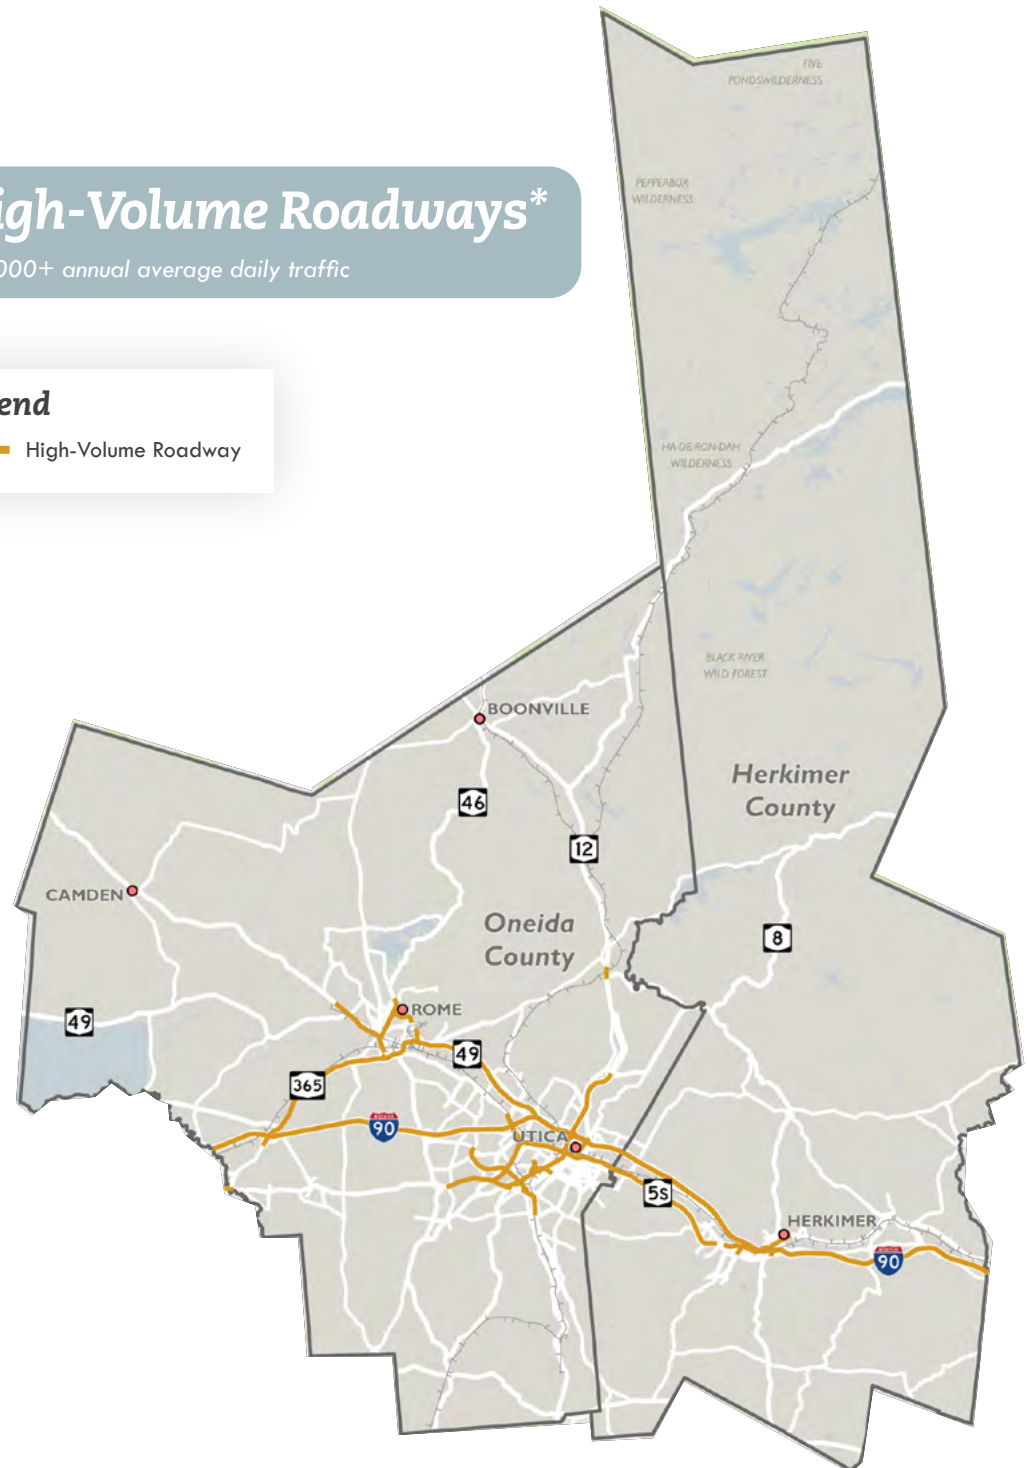 igh-Volume Roadways*
000+ annual average daily traffic
end
High-Volume Roadway
FIVE
PONDSWILDERNESS
PEPPERBOX
WILDERNESS
HA-DE-RON-DAH
WILDERNESS
BLACK RIVER
WILD FOREST
BOONVILLE
Herkimer
County
46
12
CAMDEN
Oneida
County
8
ROME
49
49
365
90
UTICA
5S
HERKIMER
90